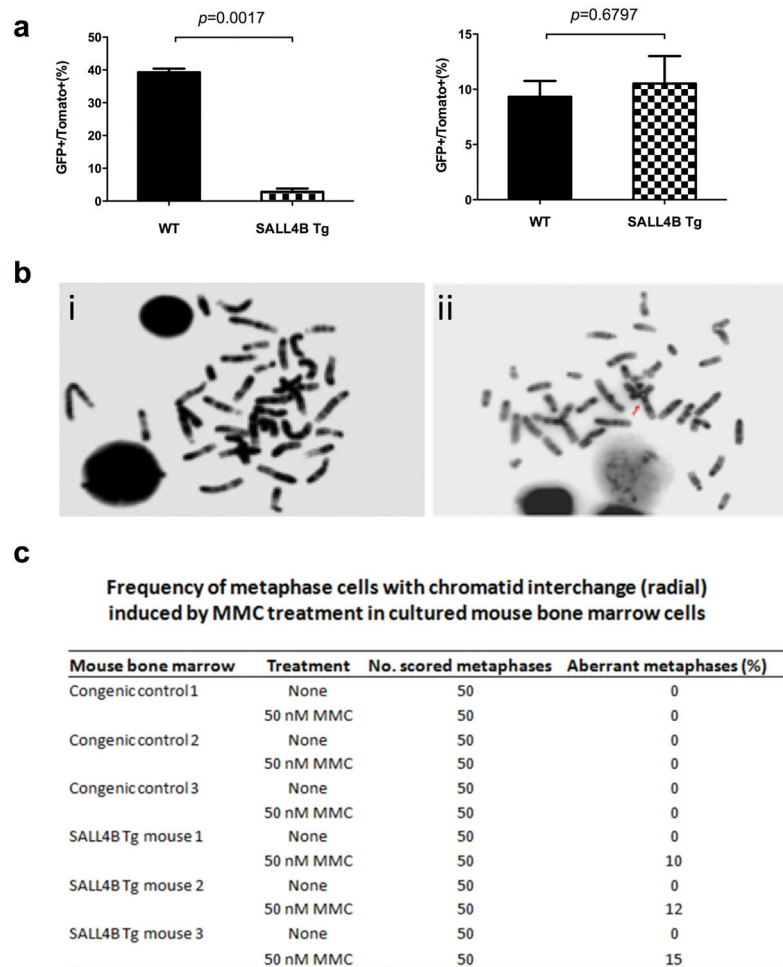 a
p=0.0017
GFP+/Tomato+(%)
50
40
30
20
10
0
WT
SALL4B Tg
p=0.6797
GFP+/Tomato+(%)
15
10
5
0
WT
SALL4B Tg
b
i
ii
c
Frequency of metaphase cells with chromatid interchange (radial)
induced by MMC treatment in cultured mouse bone marrow cells
Mouse bone marrow Treatment No. scored metaphases Aberrant metaphases (%)
Congenic control 1 None 50 0
50 nM MMC 50 0
Congenic control 2 None 50 0
50 nM MMC 50 0
Congenic control 3 None 50 0
50 nM MMC 50 0
SALL4B Tg mouse 1 None 50 0
50 nM MMC 50 10
SALL4B Tg mouse 2 None 50 0
50 nM MMC 50 12
SALL4B Tg mouse 3 None 50 0
50 nM MMC 50 15